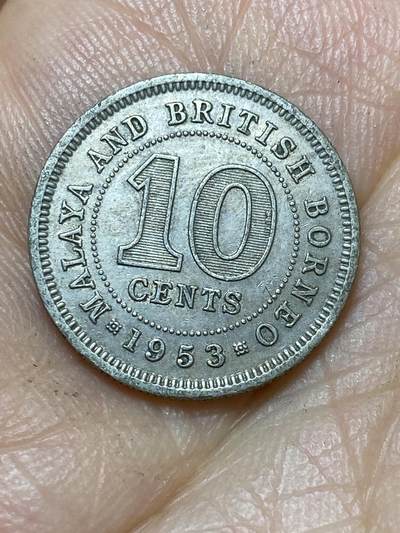 MALAYA AND BRITISH BORNEO
10
CENTS
1953